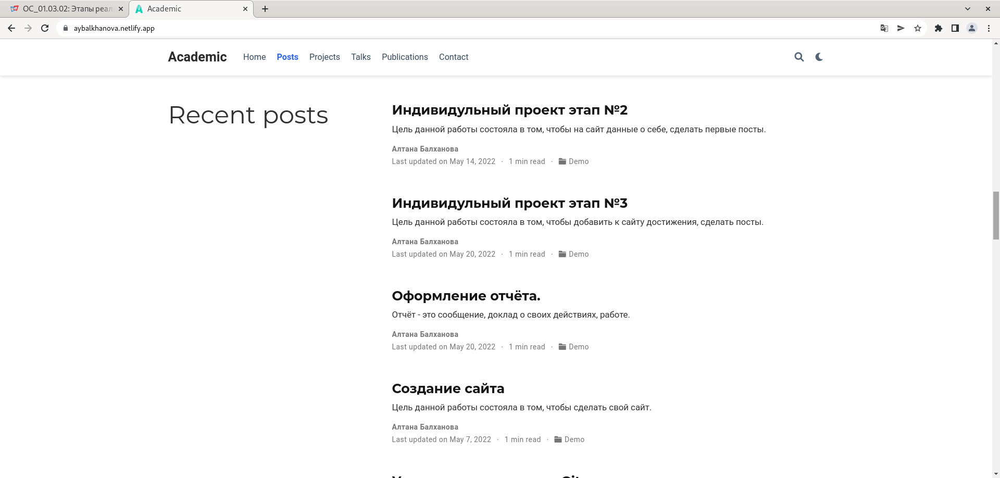 ОС_01.03.02: Этапы реал
Academic
aybalkhanova.netlify.app
Academic Home Posts Projects Talks Publications Contact
Recent posts
Индивидульный проект этап №2
Цель данной работы состояла в том, чтобы на сайт данные о себе, сделать первые посты.
Алтана Балханова
Last updated on May 14, 2022 · 1 min read · Demo
Индивидульный проект этап №3
Цель данной работы состояла в том, чтобы добавить к сайту достижения, сделать посты.
Алтана Балханова
Last updated on May 20, 2022 · 1 min read · Demo
Оформление отчёта.
Отчёт - это сообщение, доклад о своих действиях, работе.
Алтана Балханова
Last updated on May 20, 2022 · 1 min read · Demo
Создание сайта
Цель данной работы состояла в том, чтобы сделать свой сайт.
Алтана Балханова
Last updated on May 7, 2022 · 1 min read · Demo